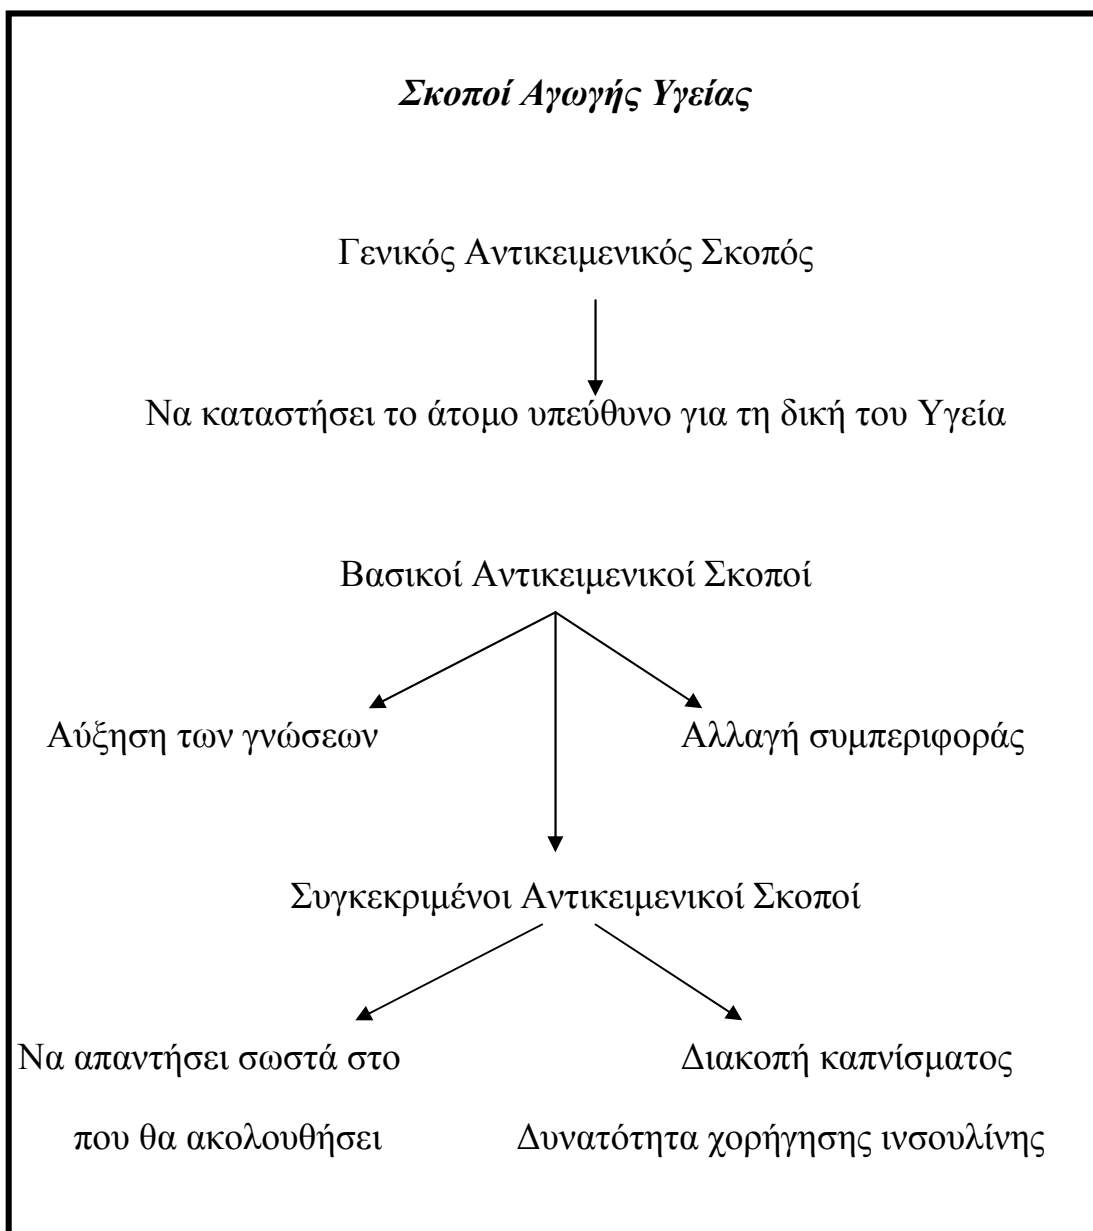 Σκοποί Αγωγής Υγείας
Γενικός Αντικειμενικός Σκοπός
Να καταστήσει το άτομο υπεύθυνο για τη δική του Υγεία
Βασικοί Αντικειμενικοί Σκοποί
Αύξηση των γνώσεων
Αλλαγή συμπεριφοράς
Συγκεκριμένοι Αντικειμενικοί Σκοποί
Να απαντήσει σωστά στο
που θα ακολουθήσει
Διακοπή καπνίσματος
Δυνατότητα χορήγησης ινσουλίνης